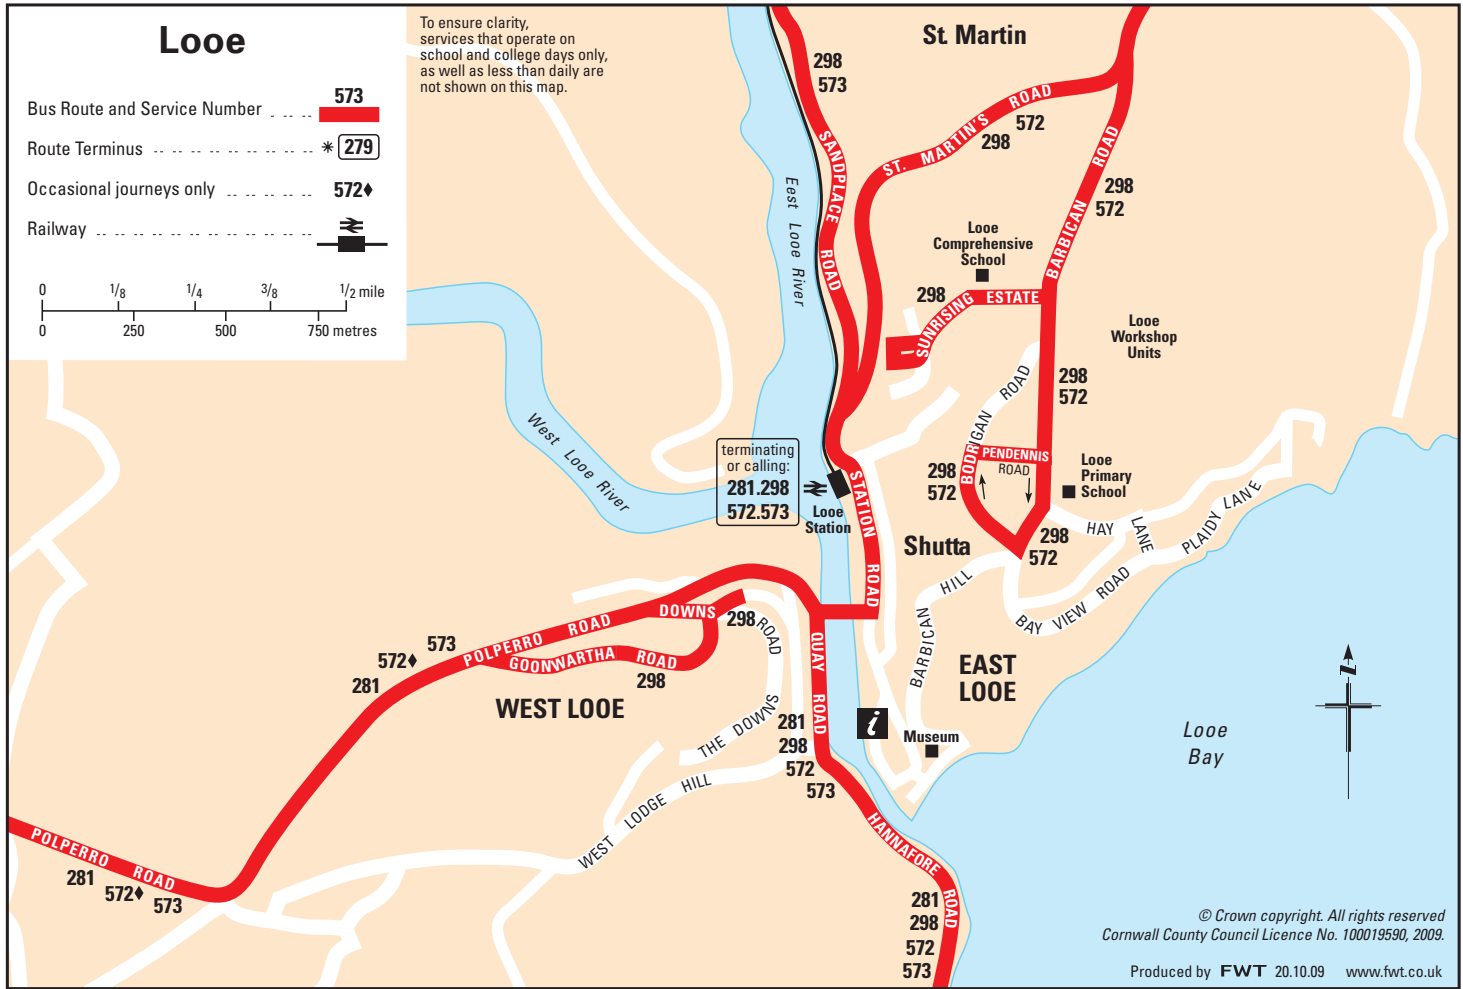 Looe
Bus Route and Service Number
573
Route Terminus
* 279
Occasional journeys only
572♦
Railway
0 1/8 1/4 3/8 1/2 mile
0 250 500 750 metres
To ensure clarity,
services that operate on
school and college days only,
as well as less than daily are
not shown on this map.
St. Martin
298
573
SANDPLACE ROAD
ST. MARTIN'S ROAD
572
298
BARBICAN ROAD
298
572
Eest Looe River
Looe
Comprehensive
School
298
SUNRISING ESTATE
Looe
Workshop
Units
298
572
BODRIGAN ROAD
PENDENNIS
ROAD
298
572
Looe
Primary
School
West Looe River
terminating
or calling:
281.298
572.573
Looe
Station
STATION ROAD
Shutta
298
572
HAY LANE
PLAIDY LANE
BAY VIEW ROAD
BARBICAN HILL
EAST
LOOE
POLPERRO ROAD
DOWNS
298
ROAD
GOONWARTHA ROAD
298
573
572♦
281
WEST LOOE
QUAY ROAD
THE DOWNS
281
298
572
573
WEST LODGE HILL
i
Museum
Looe
Bay
N
HANNAFORE ROAD
281
298
572
573
POLPERRO ROAD
281
572♦
573
© Crown copyright. All rights reserved
Cornwall County Council Licence No. 100019590, 2009.
Produced by FWT 20.10.09 www.fwt.co.uk